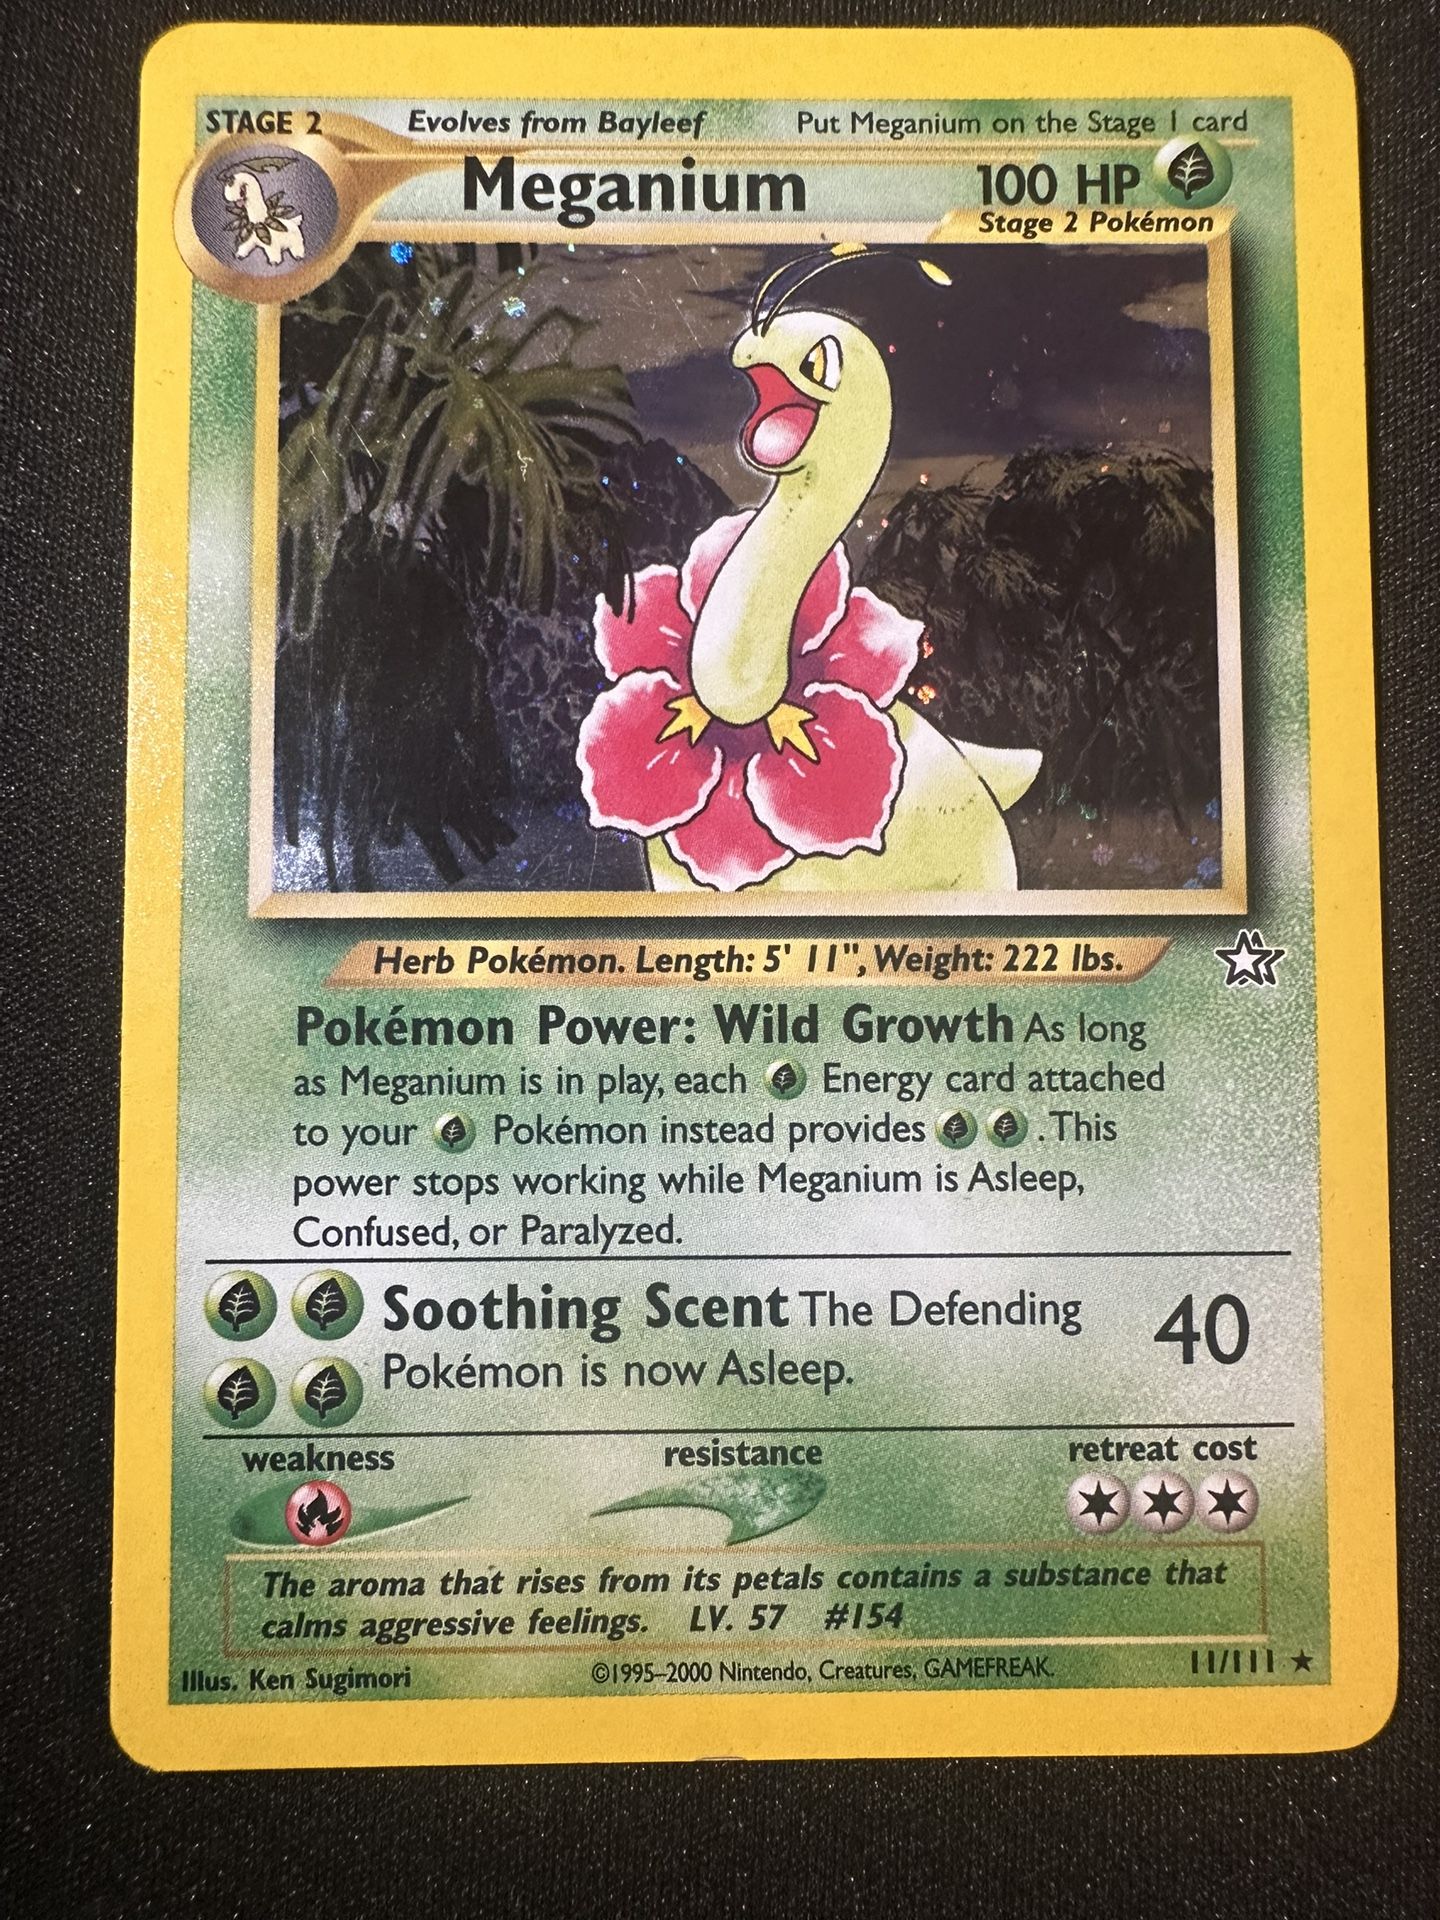 STAGE 2 Evolves from Bayleef Put Meganium on the Stage 1 card
Meganium 100 HP
Stage 2 Pokémon
Herb Pokémon. Length: 5' 11", Weight: 222 lbs.
Pokémon Power: Wild Growth As long
as Meganium is in play, each Energy card attached
to your Pokémon instead provides . This
power stops working while Meganium is Asleep,
Confused, or Paralyzed.
Soothing Scent The Defending 40
Pokémon is now Asleep.
weakness resistance retreat cost
The aroma that rises from its petals contains a substance that
calms aggressive feelings. LV. 57 #154
Illus. Ken Sugimori ©1995–2000 Nintendo, Creatures, GAMEFREAK. 11/111 ★